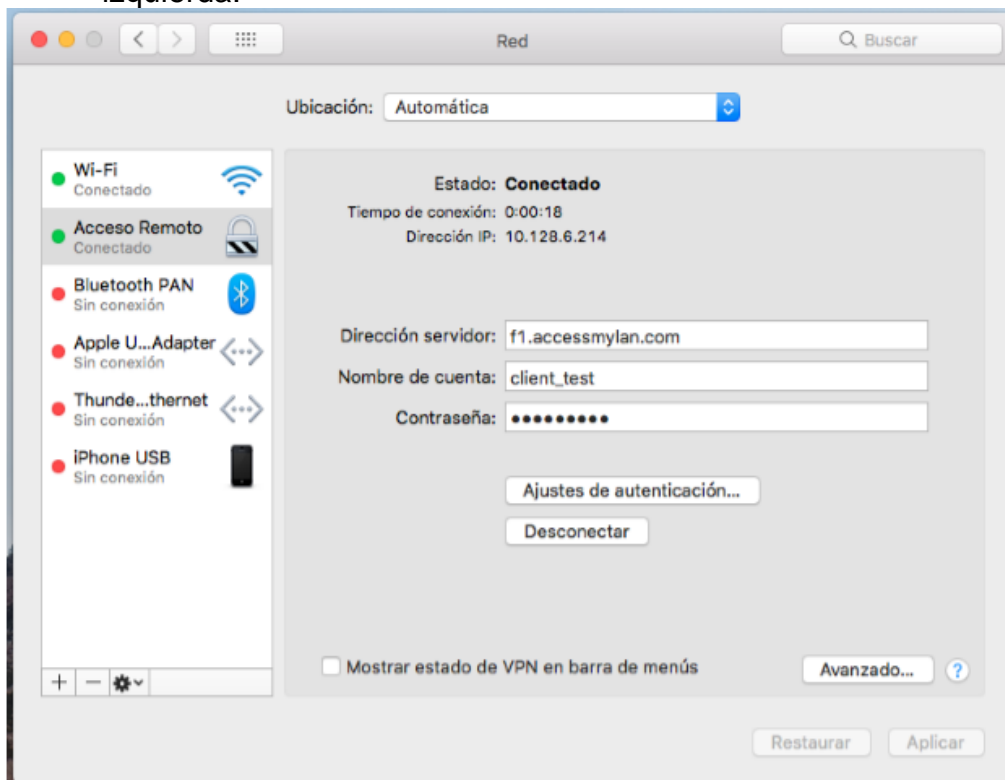 izquierda.
Red
Buscar
Ubicación: Automática
Wi-Fi
Conectado
Acceso Remoto
Conectado
Bluetooth PAN
Sin conexión
Apple U...Adapter
Sin conexión
Thunde...thernet
Sin conexión
iPhone USB
Sin conexión
Estado: Conectado
Tiempo de conexión: 0:00:18
Dirección IP: 10.128.6.214
Dirección servidor: f1.accessmylan.com
Nombre de cuenta: client_test
Contraseña: •••••••••
Ajustes de autenticación...
Desconectar
Mostrar estado de VPN en barra de menús
Avanzado... ?
Restaurar Aplicar